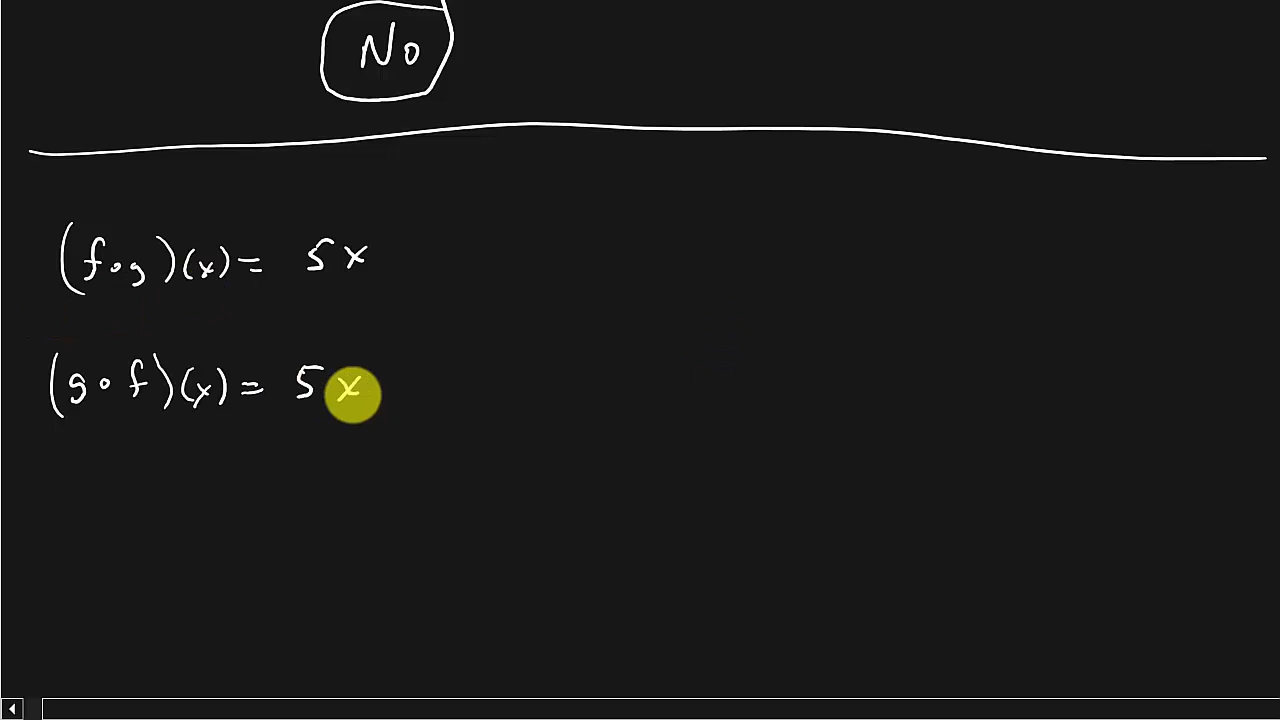 No
(f∘g)(x) = 5x
(g∘f)(x) = 5x